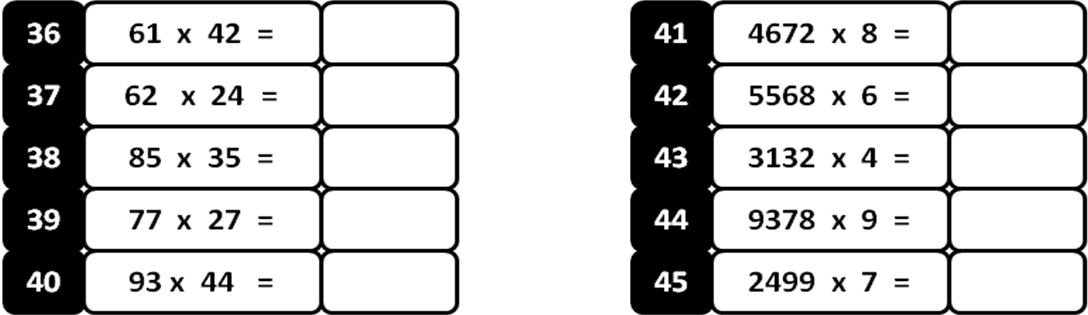 36 61 x 42 =
37 62 x 24 =
38 85 x 35 =
39 77 x 27 =
40 93 x 44 =
41 4672 x 8 =
42 5568 x 6 =
43 3132 x 4 =
44 9378 x 9 =
45 2499 x 7 =